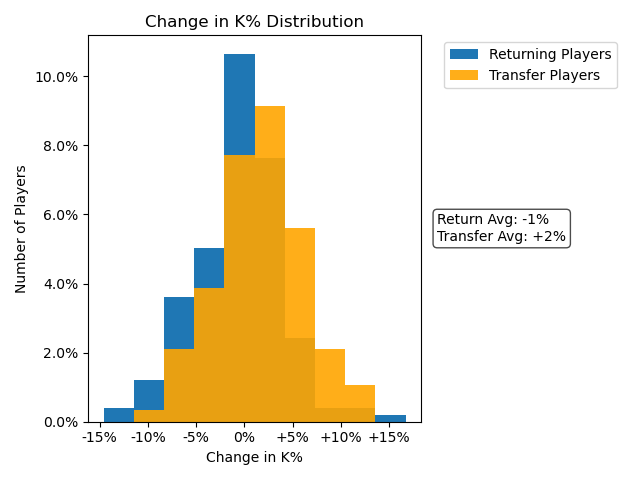 Change in K% Distribution
Returning Players
Transfer Players
10.0%
8.0%
6.0%
4.0%
2.0%
0.0%
Number of Players
Return Avg: -1%
Transfer Avg: +2%
-15%
-10%
-5%
0%
+5%
+10%
+15%
Change in K%